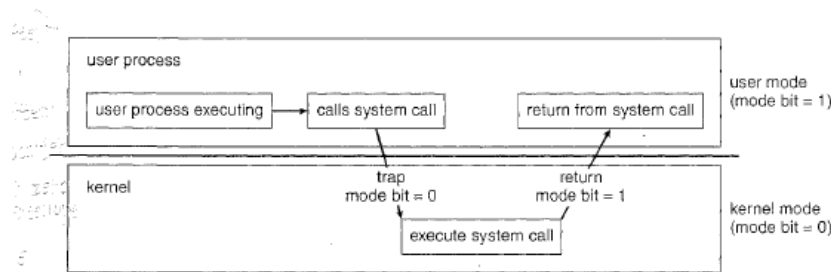 user process
user process executing
calls system call
return from system call
user mode
(mode bit = 1)
trap
mode bit = 0
return
mode bit = 1
kernel
execute system call
kernel mode
(mode bit = 0)